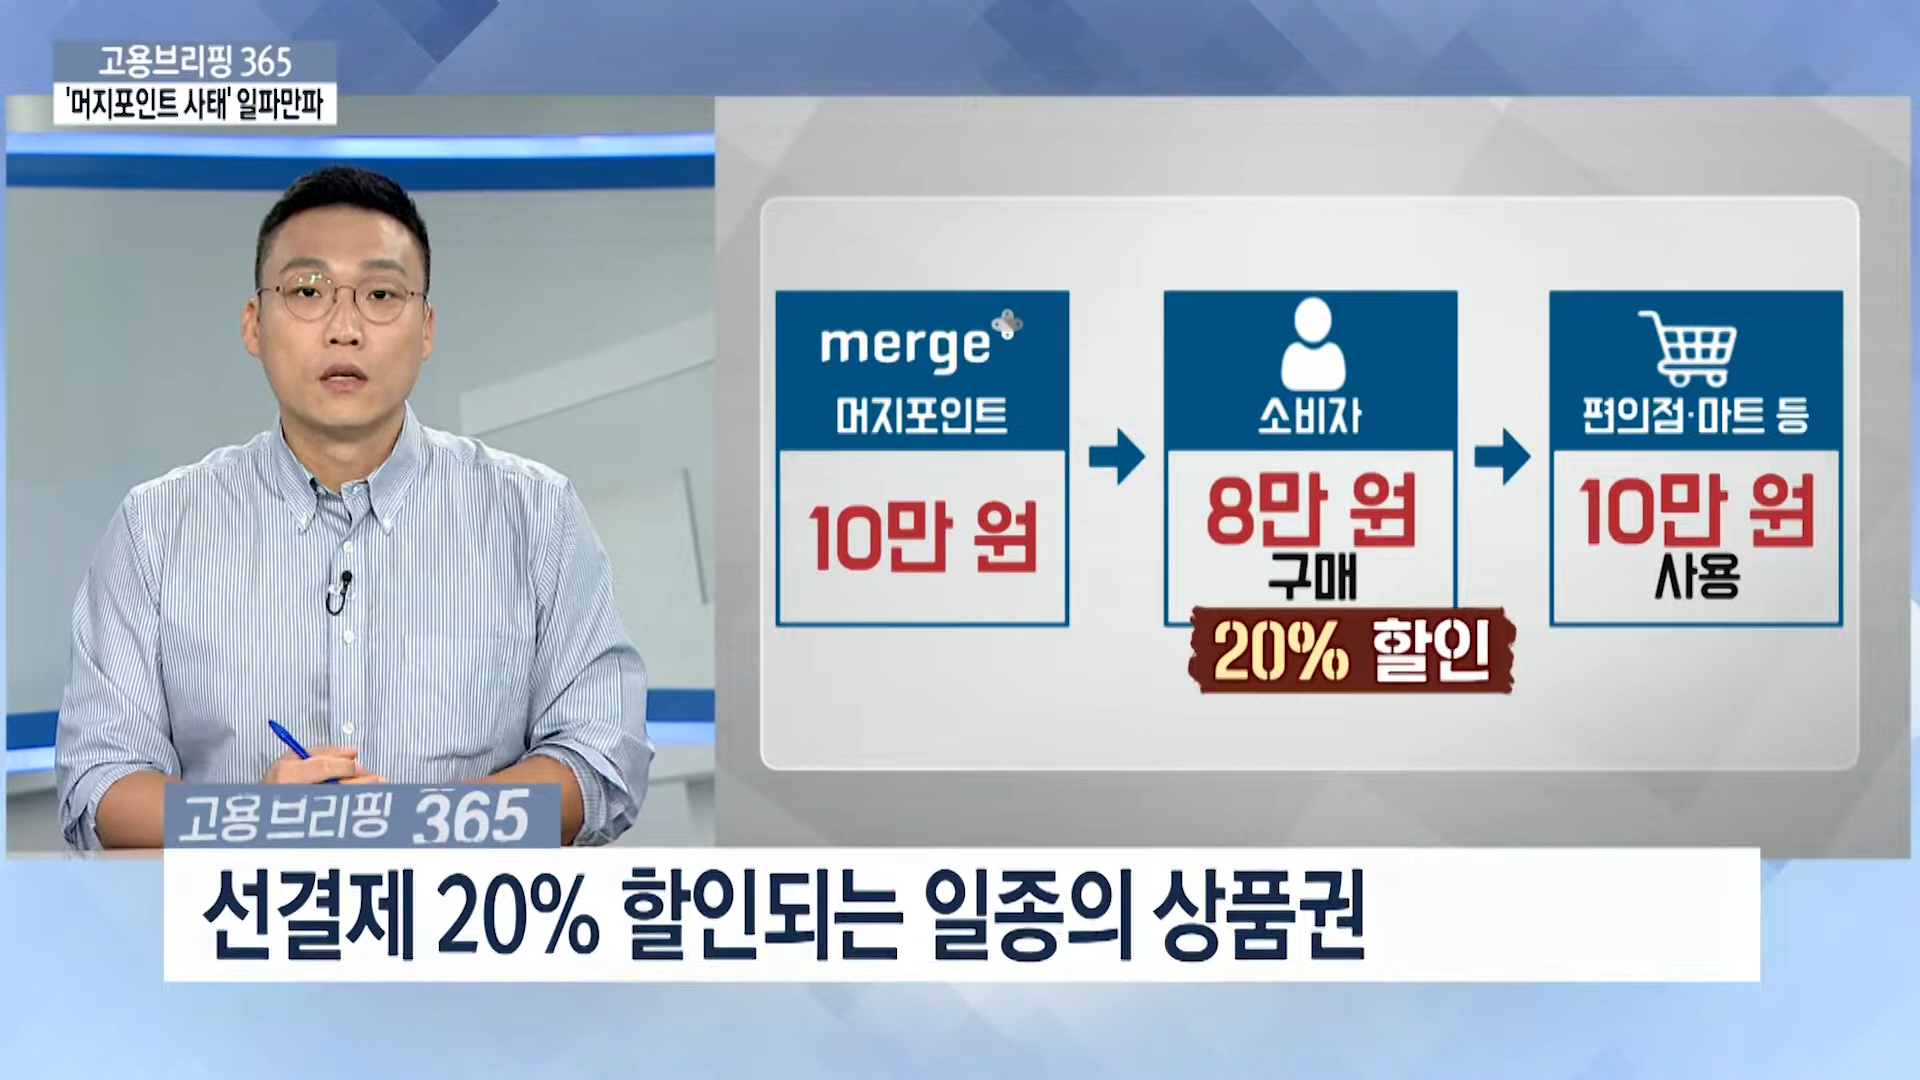 고용브리핑 365
'머지포인트 사태' 일파만파
merge
머지포인트
10만 원
소비자
8만 원
구매
20% 할인
편의점·마트 등
10만 원
사용
고용브리핑 365
선결제 20% 할인되는 일종의 상품권